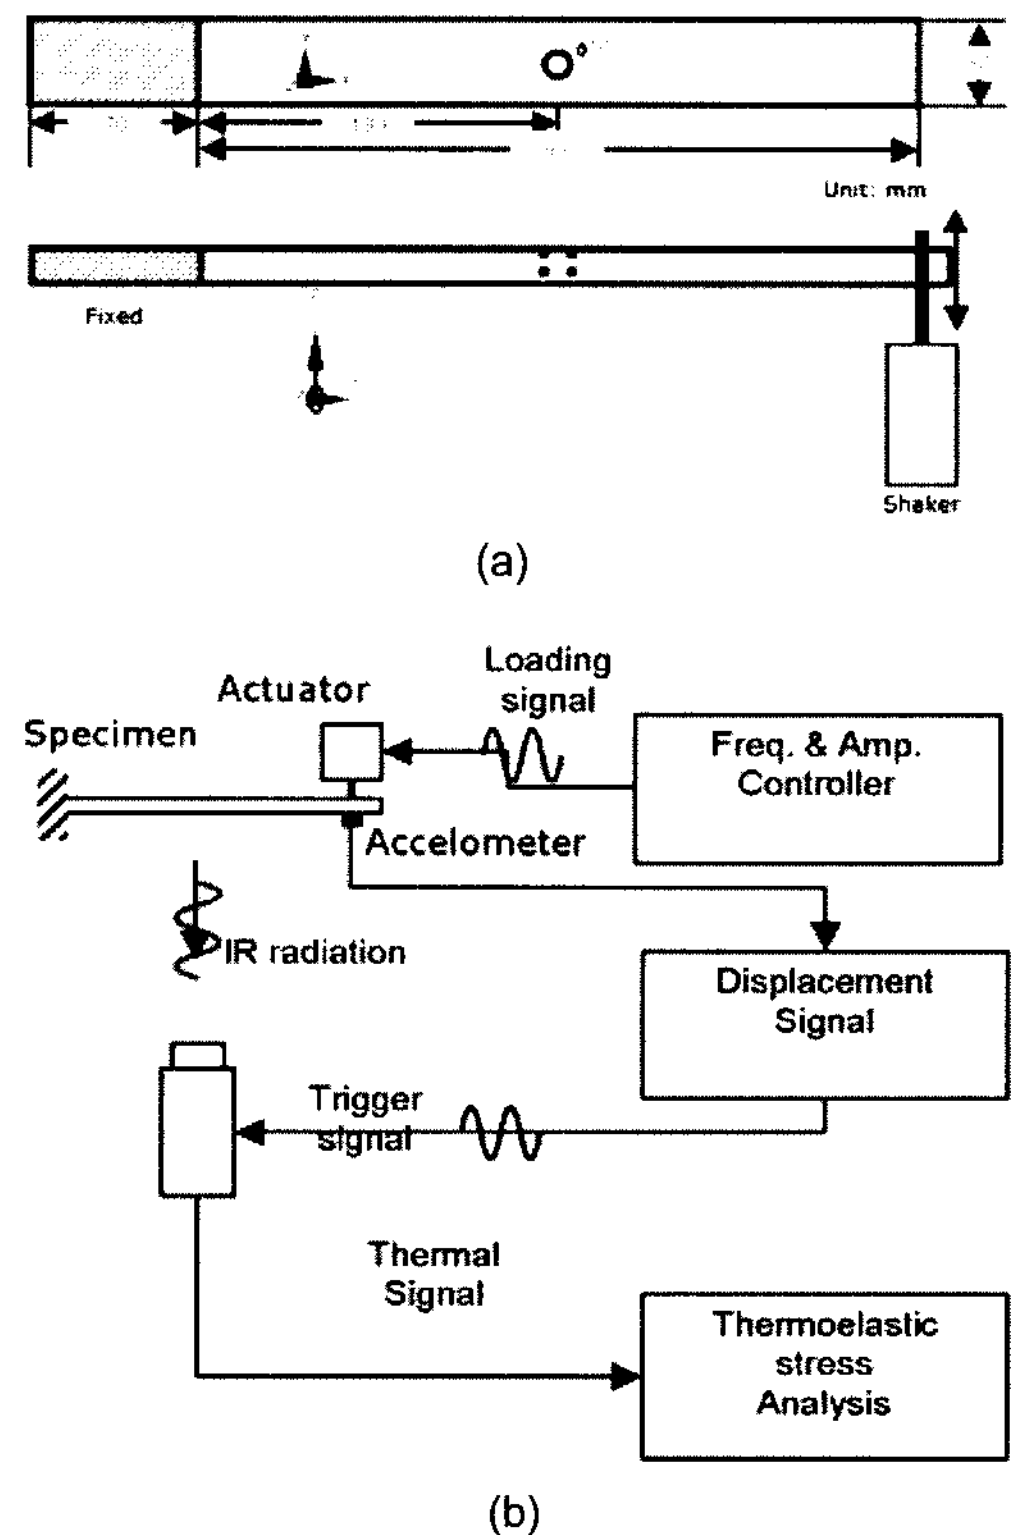 Unit: mm
Fixed
Shaker
(a)
Loading
signal
Actuator
Specimen
Freq. & Amp.
Controller
Accelometer
IR radiation
Displacement
Signal
Trigger
signal
Thermal
Signal
Thermoelastic
stress
Analysis
(b)